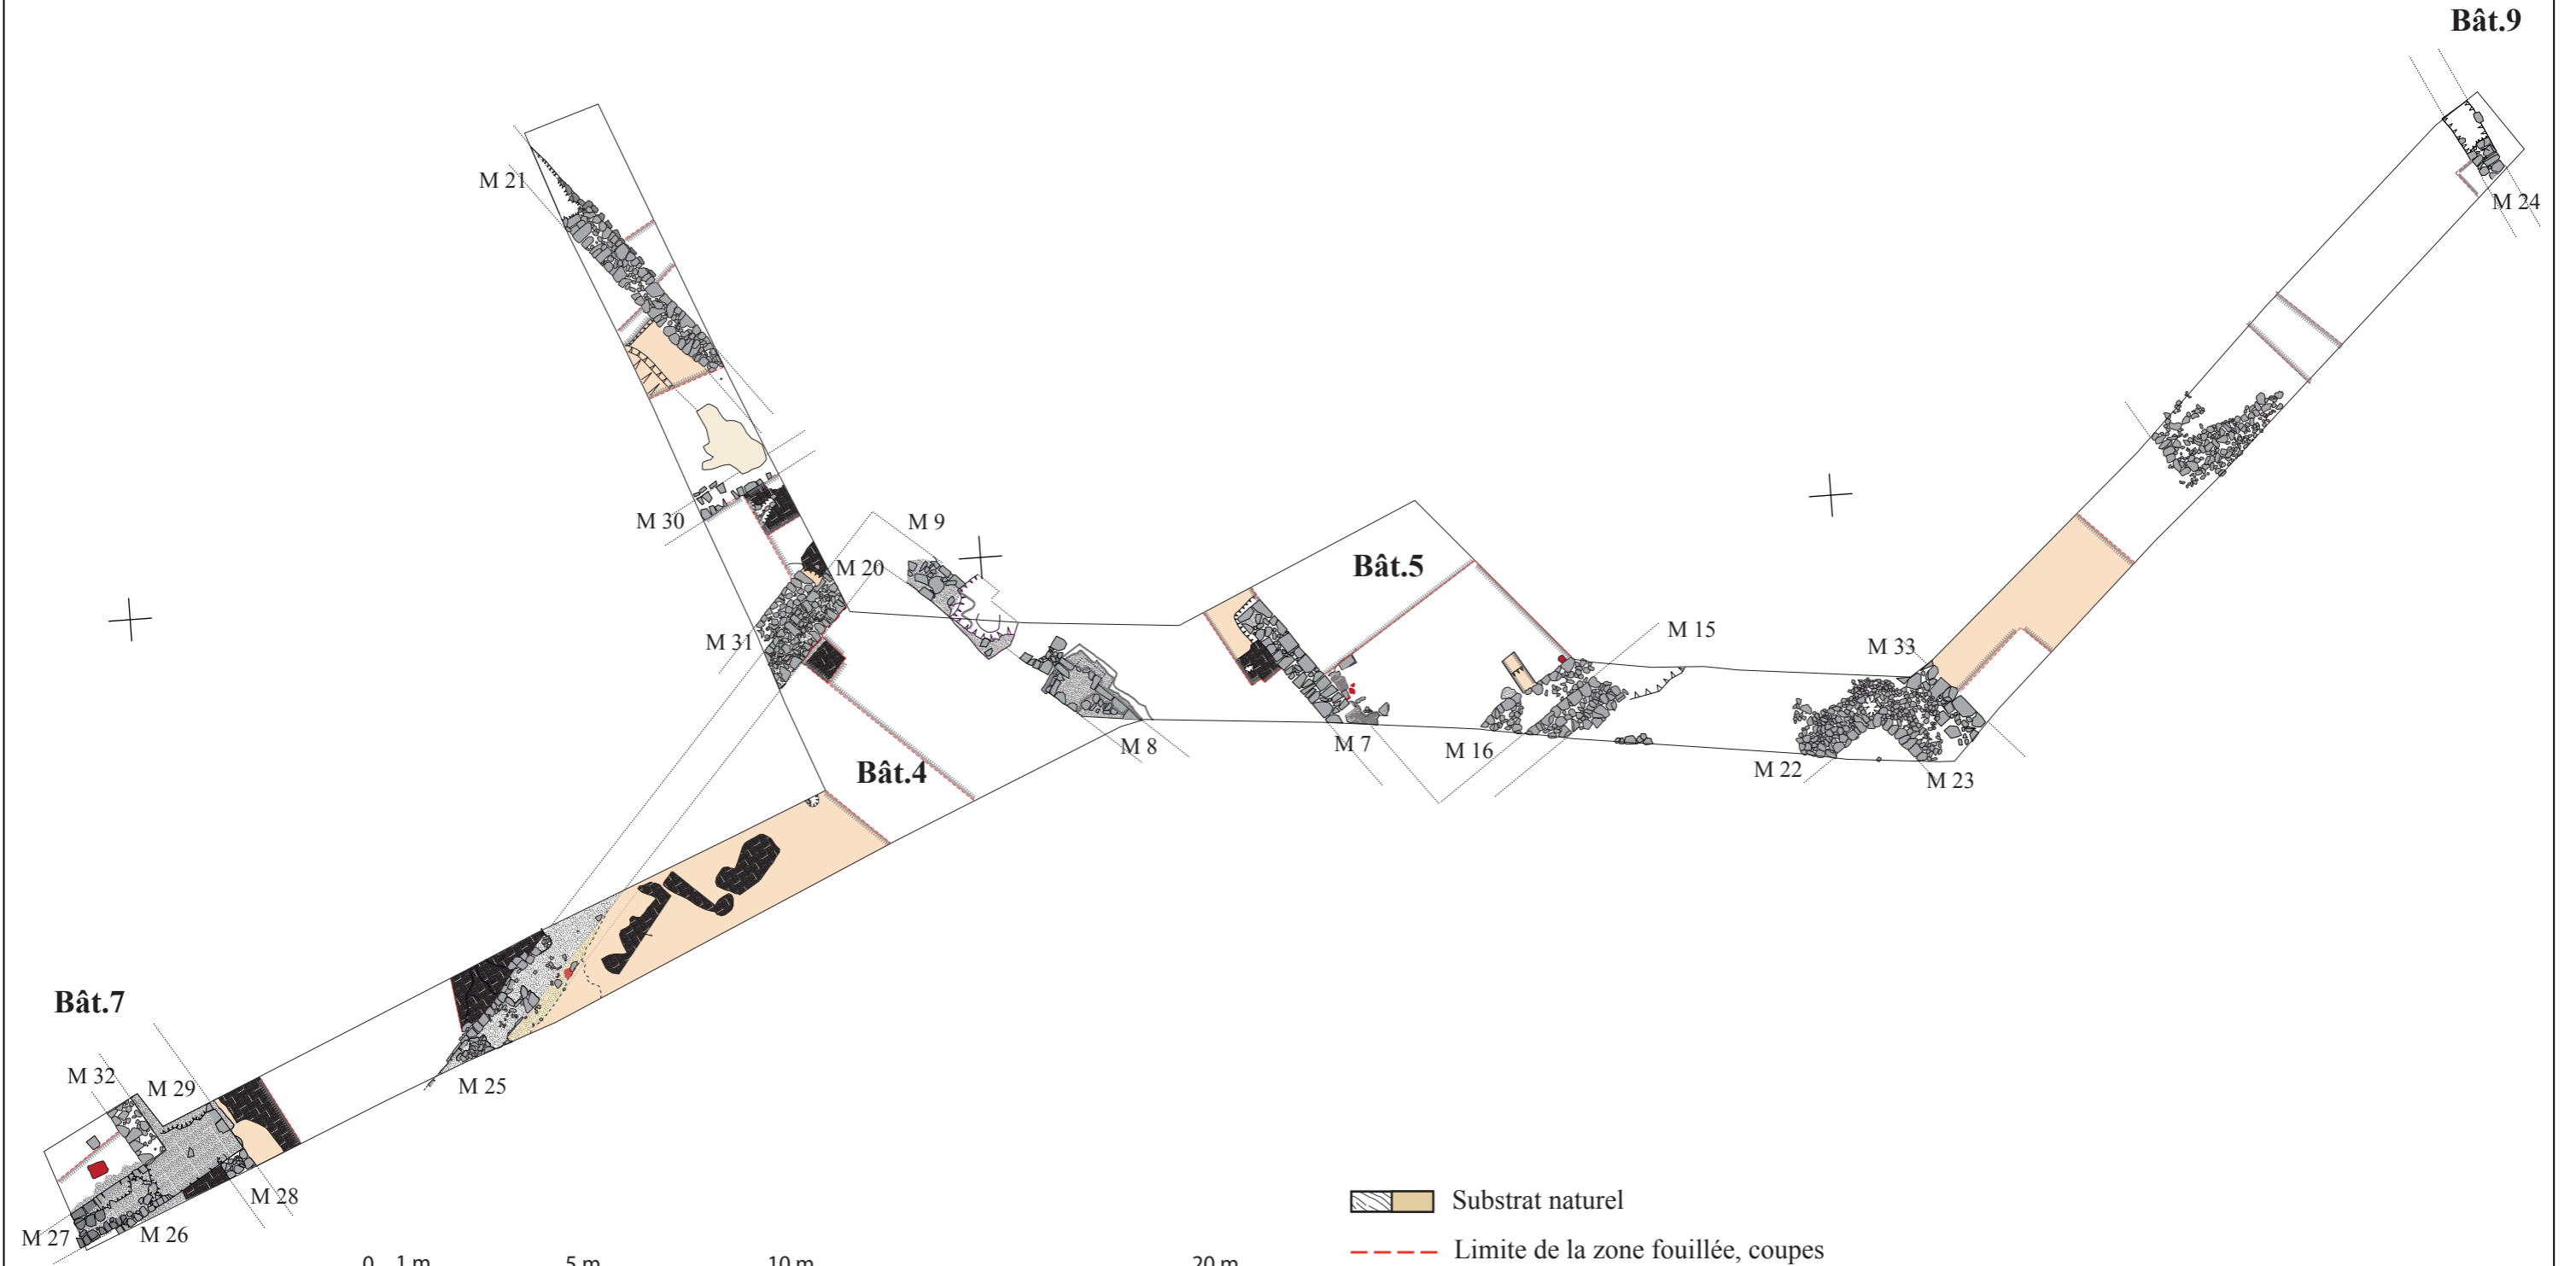 Bât.9
M 21
M 24
M 30
M 9
M 20
Bât.5
M 31
M 15
M 33
M 8
M 7
M 16
M 22
M 23
Bât.4
Bât.7
M 32
M 29
M 25
M 28
M 27
M 26
Substrat naturel
Limite de la zone fouillée, coupes
0 1 m 5 m 10 m 20 m